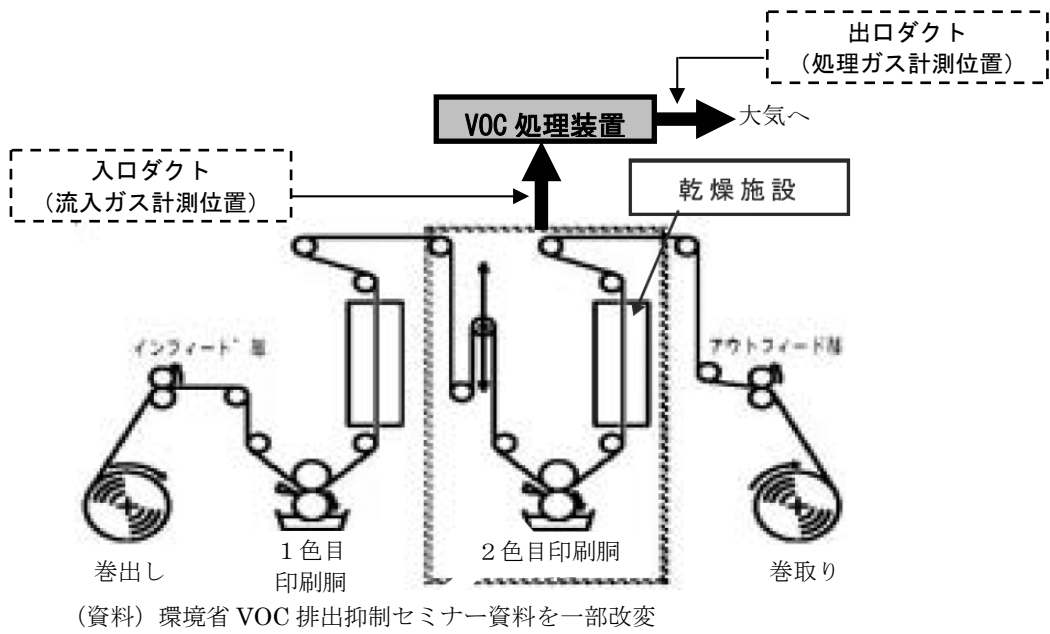 出口ダクト
（処理ガス計測位置）
VOC 処理装置
大気へ
入口ダクト
（流入ガス計測位置）
乾燥施設
インフィード部
アウトフィード部
巻出し
１色目
印刷胴
２色目印刷胴
巻取り
（資料）環境省 VOC 排出抑制セミナー資料を一部改変